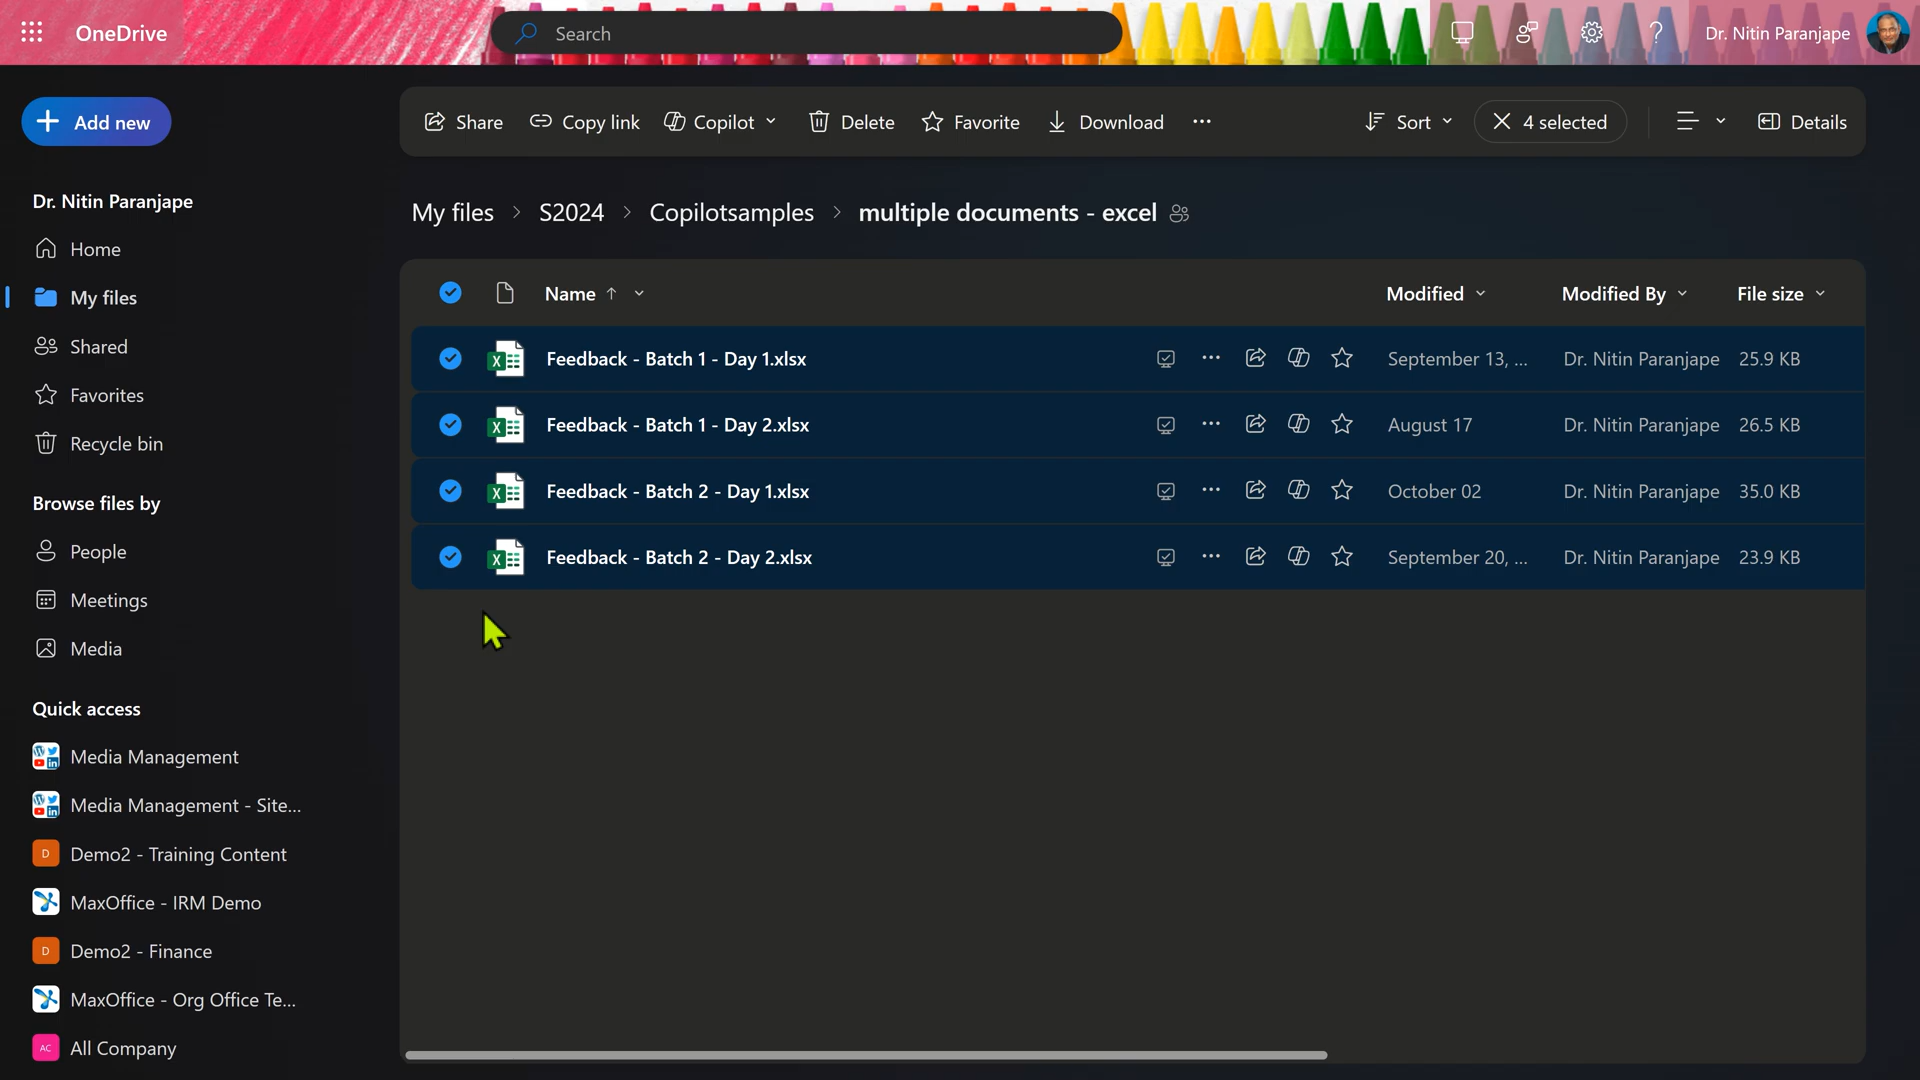 OneDrive
Search
Dr. Nitin Paranjape
Add new
Share
Copy link
Copilot
Delete
Favorite
Download
Sort
4 selected
Details
Dr. Nitin Paranjape
Home
My files
Shared
Favorites
Recycle bin
Browse files by
People
Meetings
Media
Quick access
Media Management
Media Management - Site...
D Demo2 - Training Content
MaxOffice - IRM Demo
D Demo2 - Finance
MaxOffice - Org Office Te...
AC All Company
My files > S2024 > Copilotsamples > multiple documents - excel
Name ↑ Modified Modified By File size
Feedback - Batch 1 - Day 1.xlsx September 13, ... Dr. Nitin Paranjape 25.9 KB
Feedback - Batch 1 - Day 2.xlsx August 17 Dr. Nitin Paranjape 26.5 KB
Feedback - Batch 2 - Day 1.xlsx October 02 Dr. Nitin Paranjape 35.0 KB
Feedback - Batch 2 - Day 2.xlsx September 20, ... Dr. Nitin Paranjape 23.9 KB